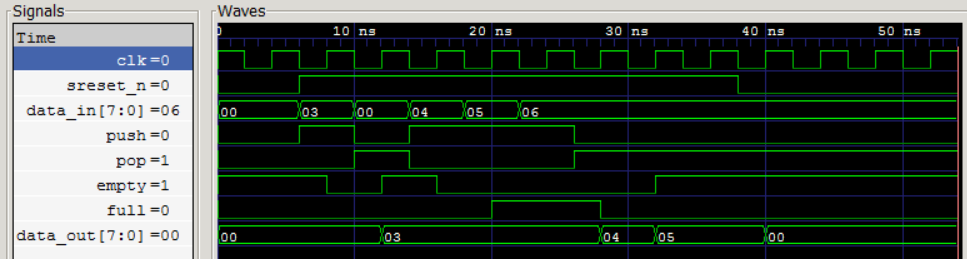 Signals Waves
Time 0 10 ns 20 ns 30 ns 40 ns 50 ns
clk=0
sreset_n=0
data_in[7:0]=06 00 03 00 04 05 06
push=0
pop=1
empty=1
full=0
data_out[7:0]=00 00 03 04 05 00